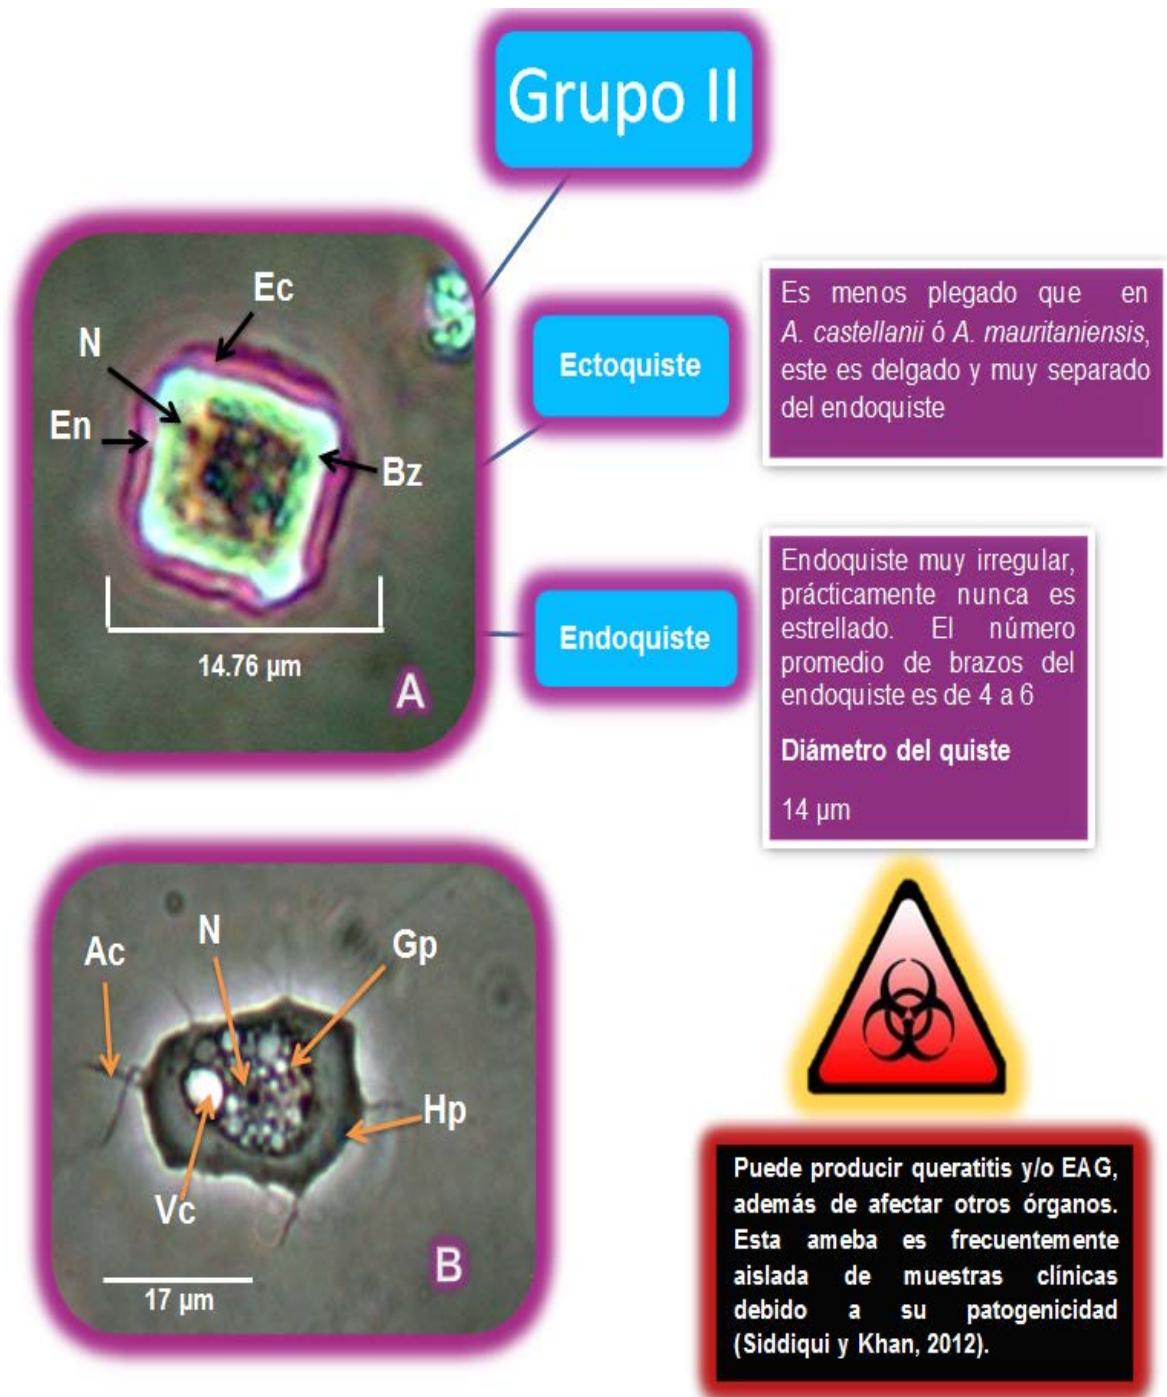 Grupo II
Ec
N
En
Bz
14.76 µm
A
Ectoquiste
Es menos plegado que en
A. castellanii ó A. mauritaniensis,
este es delgado y muy separado
del endoquiste
Endoquiste
Endoquiste muy irregular,
prácticamente nunca es
estrellado. El número
promedio de brazos del
endoquiste es de 4 a 6
Diámetro del quiste
14 µm
Ac
N
Gp
Hp
Vc
B
17 µm
Puede producir queratitis y/o EAG,
además de afectar otros órganos.
Esta ameba es frecuentemente
aislada de muestras clínicas
debido a su patogenicidad
(Siddiqui y Khan, 2012).